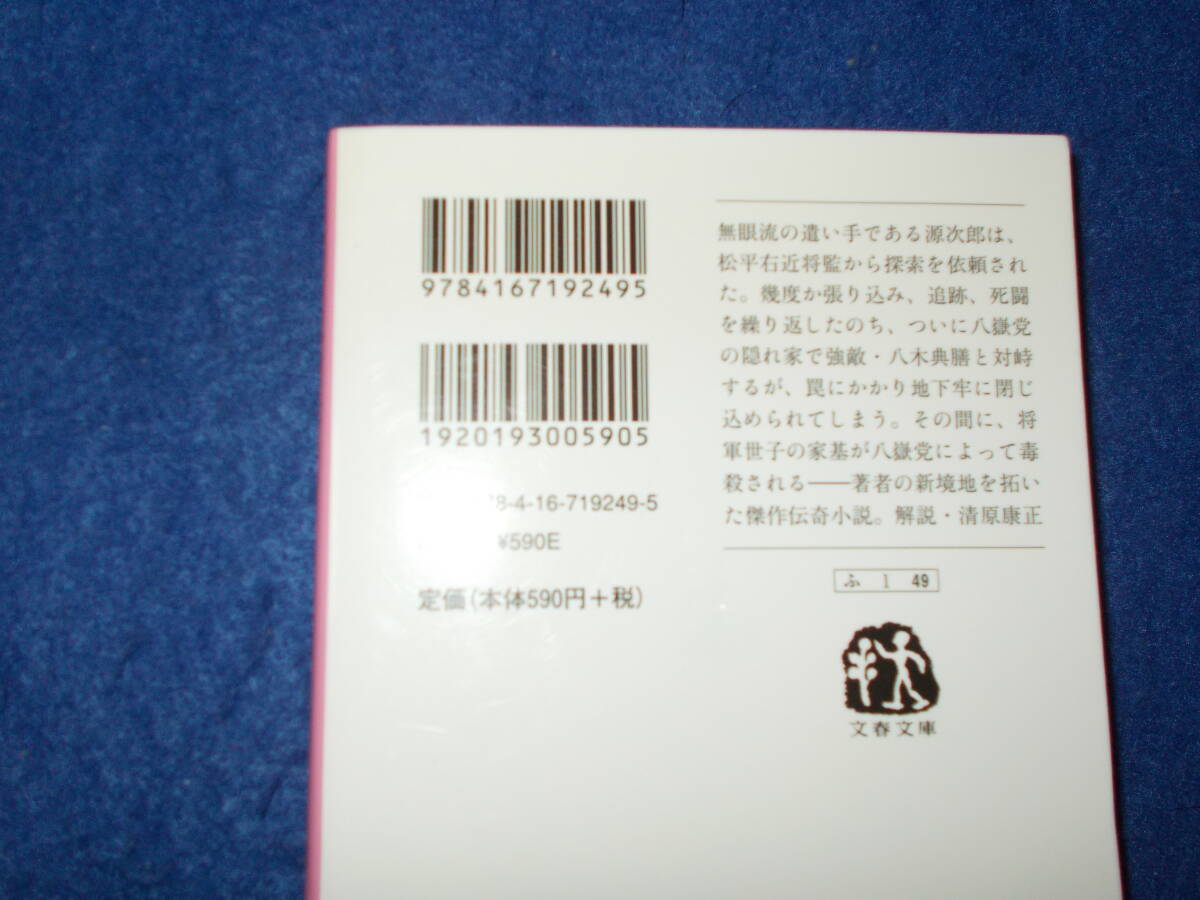 9784167192495
1920193005905
8-4-16-719249-5
¥590E
定価(本体590円+税)
無眼流の遣い手である源次郎は、
松平右近将監から探索を依頼され
た。幾度か張り込み、追跡、死闘
を繰り返したのち、ついに八嶽党
の隠れ家で強敵・八木典膳と対峙
するが、罠にかかり地下牢に閉じ
込められてしまう。その間に、将
軍世子の家基が八嶽党によって毒
殺される――著者の新境地を拓い
た傑作伝奇小説。解説・清原康正
ふ 1 49
文春文庫